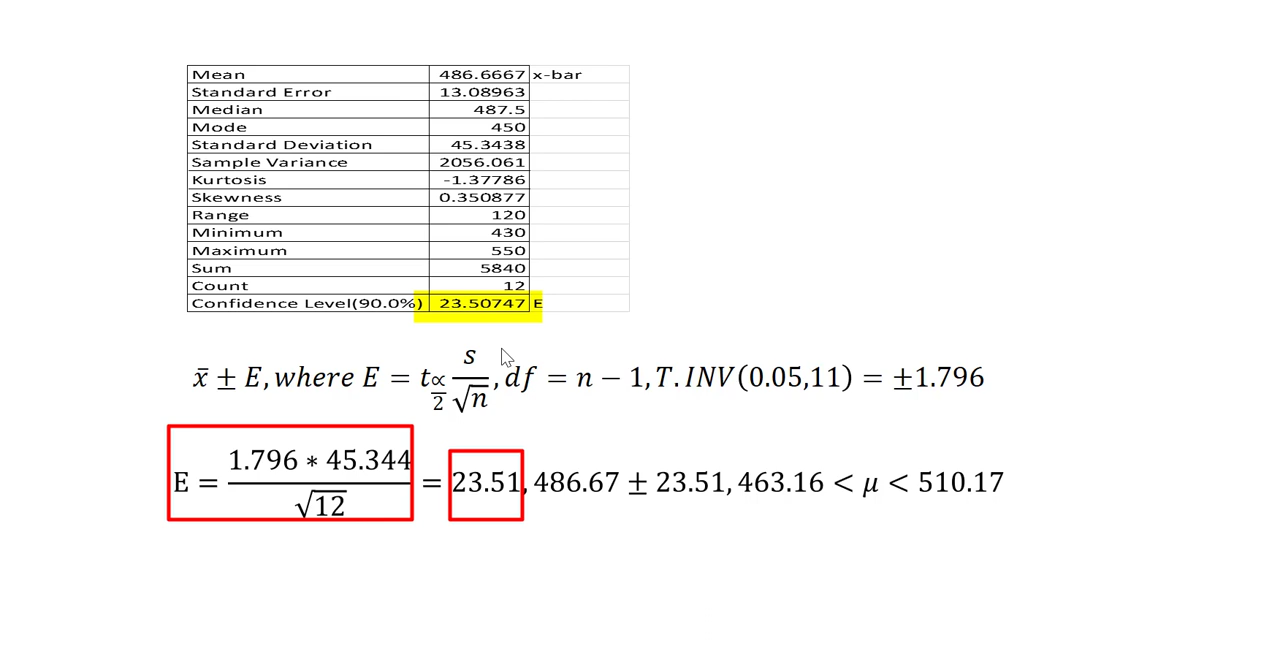 Mean 486.6667 x-bar
Standard Error 13.08963
Median 487.5
Mode 450
Standard Deviation 45.3438
Sample Variance 2056.061
Kurtosis -1.37786
Skewness 0.350877
Range 120
Minimum 430
Maximum 550
Sum 5840
Count 12
Confidence Level(90.0%) 23.50747 E
x̄ ± E, where E = t∝/2 s/√n, df = n − 1, T.INV(0.05,11) = ±1.796
E = 1.796 ∗ 45.344/√12 = 23.51, 486.67 ± 23.51, 463.16 < μ < 510.17